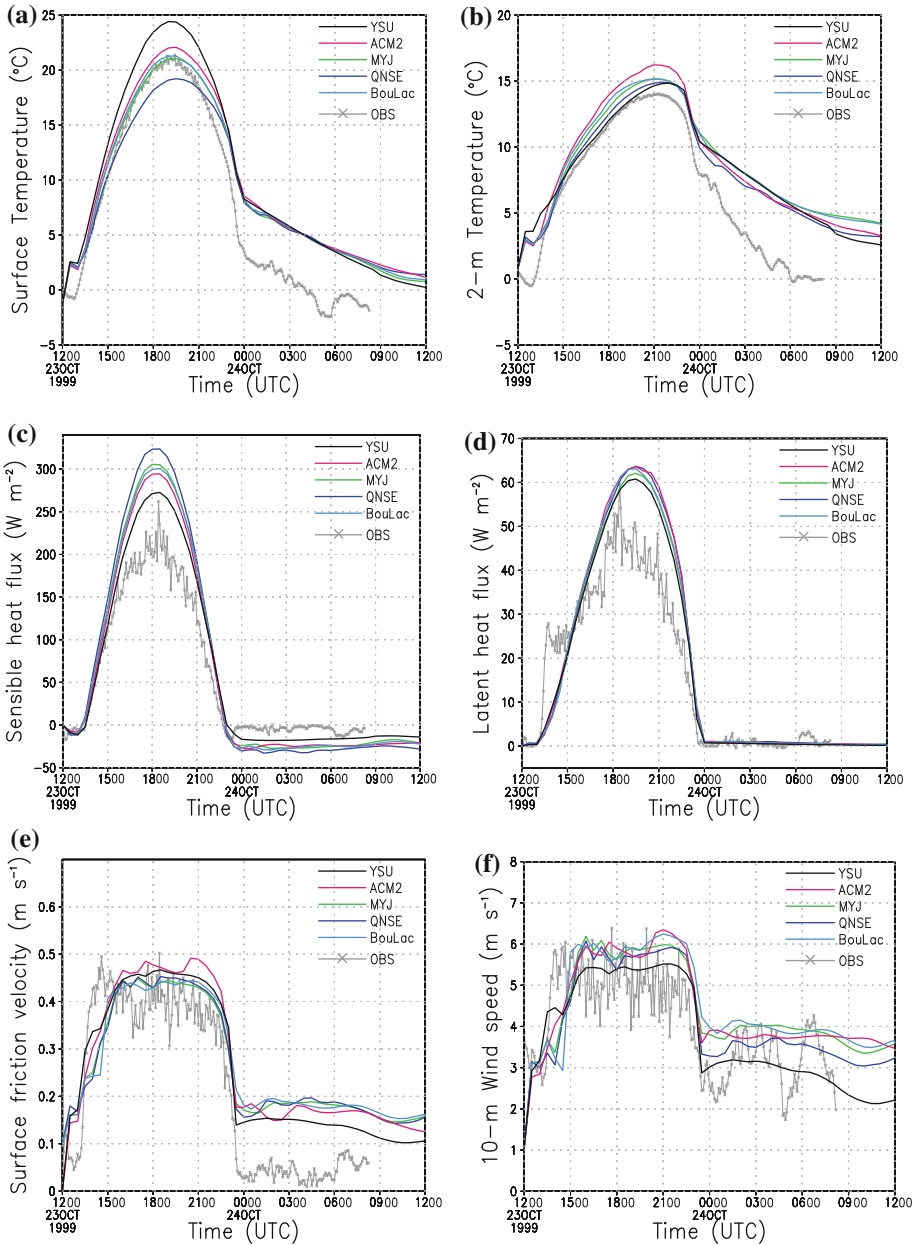 (a)
Surface Temperature (°C)
25
20
15
10
5
0
−5
YSU
ACM2
MYJ
QNSE
BouLac
OBS
1200 1500 1800 2100 0000 0300 0600 0900 1200
23OCT 24OCT
1999
Time (UTC)
(b)
2−m Temperature (°C)
20
15
10
5
0
−5
YSU
ACM2
MYJ
QNSE
BouLac
OBS
1200 1500 1800 2100 0000 0300 0600 0900 1200
23OCT 24OCT
1999
Time (UTC)
(c)
Sensible heat flux (W m⁻²)
300
250
200
150
100
50
0
−50
YSU
ACM2
MYJ
QNSE
BouLac
OBS
1200 1500 1800 2100 0000 0300 0600 0900 1200
23OCT 24OCT
1999
Time (UTC)
(d)
Latent heat flux (W m⁻²)
70
60
50
40
30
20
10
0
YSU
ACM2
MYJ
QNSE
BouLac
OBS
1200 1500 1800 2100 0000 0300 0600 0900 1200
23OCT 24OCT
1999
Time (UTC)
(e)
Surface friction velocity (m s⁻¹)
0.6
0.5
0.4
0.3
0.2
0.1
0
YSU
ACM2
MYJ
QNSE
BouLac
OBS
1200 1500 1800 2100 0000 0300 0600 0900 1200
23OCT 24OCT
1999
Time (UTC)
(f)
10−m Wind speed (m s⁻¹)
8
7
6
5
4
3
2
1
0
YSU
ACM2
MYJ
QNSE
BouLac
OBS
1200 1500 1800 2100 0000 0300 0600 0900 1200
23OCT 24OCT
1999
Time (UTC)